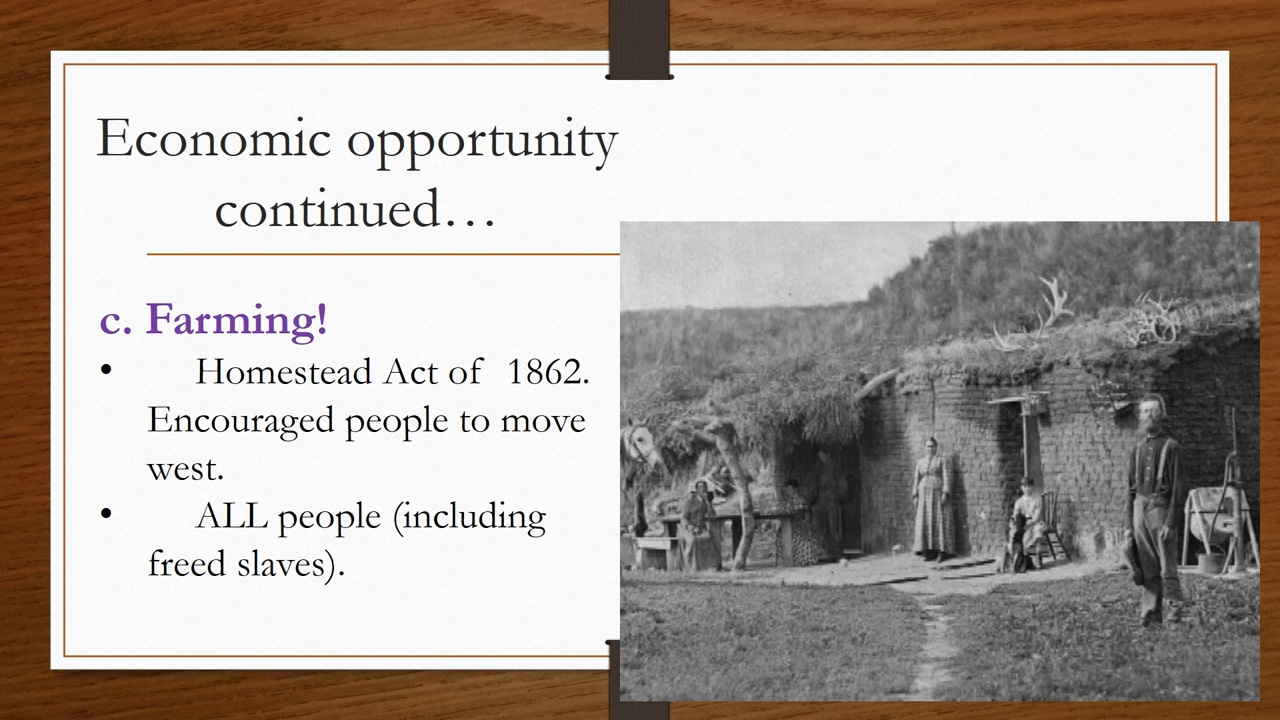 Economic opportunity
continued…
c. Farming!
• Homestead Act of 1862.
Encouraged people to move
west.
• ALL people (including
freed slaves).